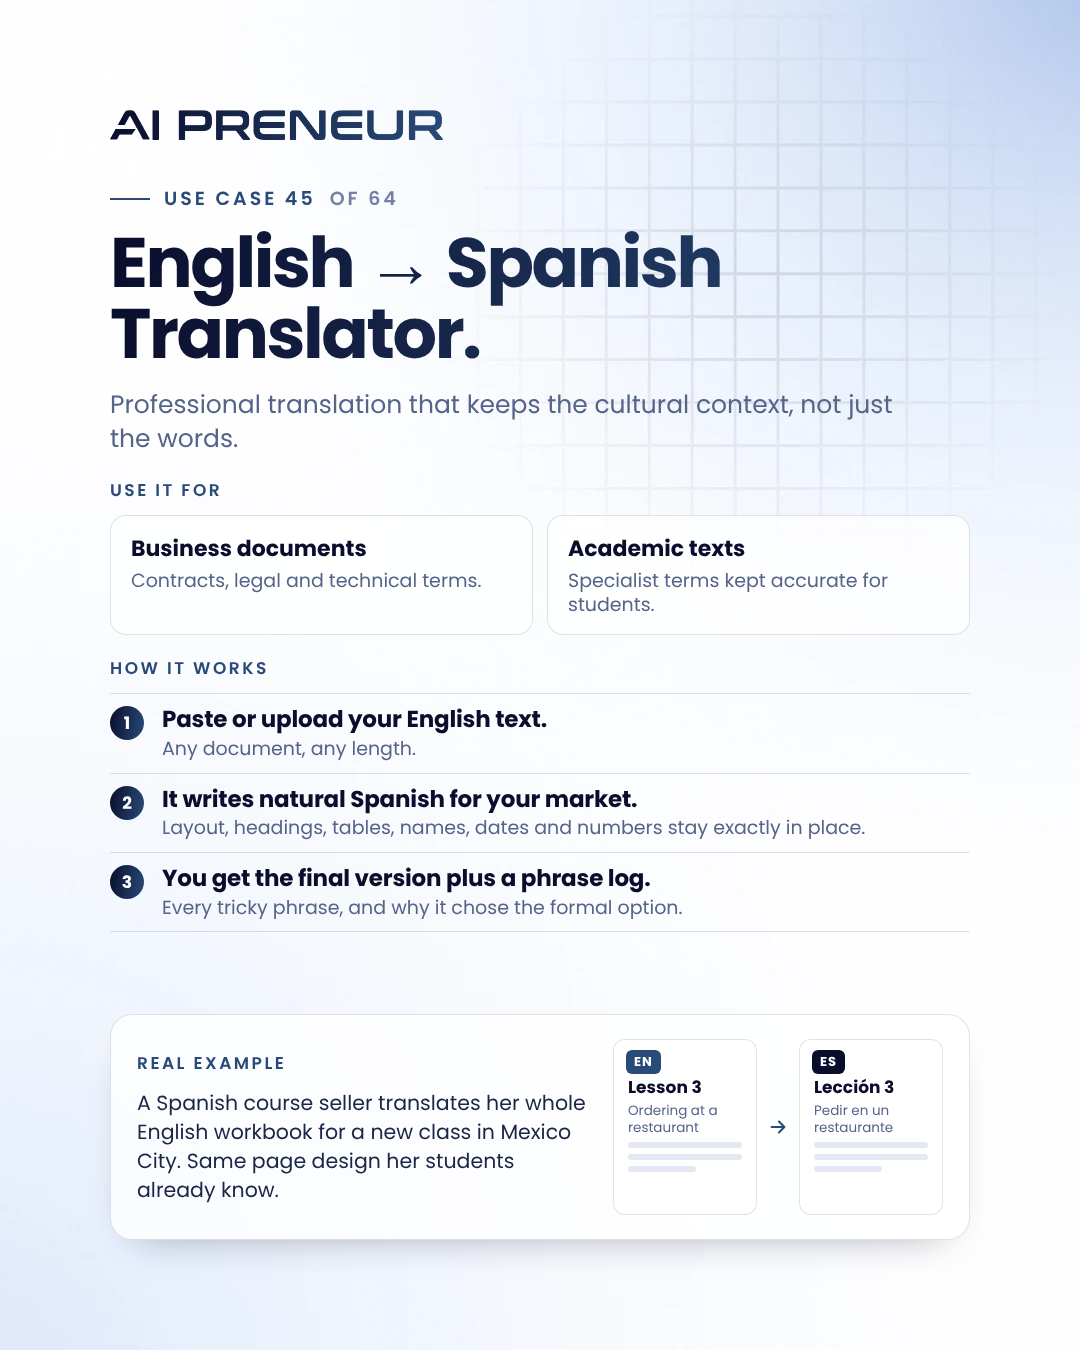 AI PRENEUR
USE CASE 45 OF 64
English → Spanish
Translator.
Professional translation that keeps the cultural context, not just
the words.
USE IT FOR
Business documents
Contracts, legal and technical terms.
Academic texts
Specialist terms kept accurate for
students.
HOW IT WORKS
1 Paste or upload your English text.
Any document, any length.
2 It writes natural Spanish for your market.
Layout, headings, tables, names, dates and numbers stay exactly in place.
3 You get the final version plus a phrase log.
Every tricky phrase, and why it chose the formal option.
REAL EXAMPLE
A Spanish course seller translates her whole
English workbook for a new class in Mexico
City. Same page design her students
already know.
EN
Lesson 3
Ordering at a
restaurant
→
ES
Lección 3
Pedir en un
restaurante